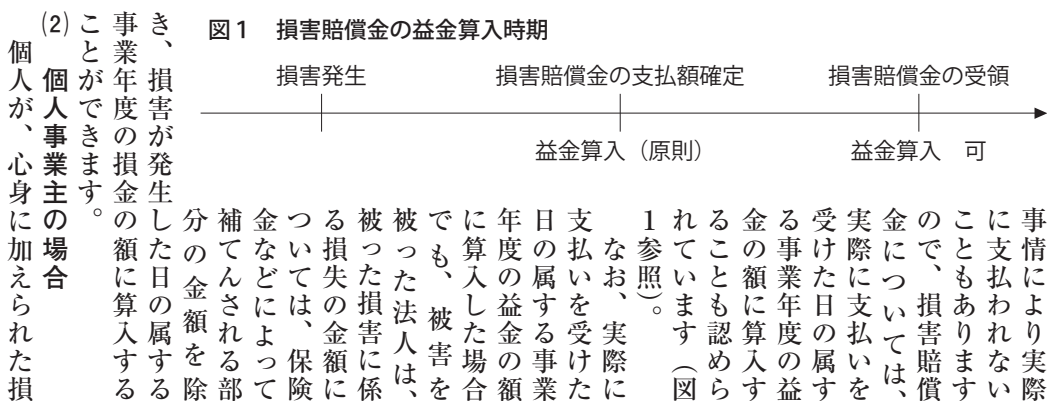 図1　損害賠償金の益金算入時期
損害発生
損害賠償金の支払額確定
損害賠償金の受領
益金算入（原則）
益金算入　可
事情により実際
に支払われない
こともあります
ので、損害賠償
金については、
実際に支払いを
受けた日の属す
る事業年度の益
金の額に算入す
ることも認めら
れています（図
1参照）。
なお、実際に
支払いを受けた
日の属する事業
年度の益金の額
に算入した場合
でも、被害を
被った法人は、
被った損害に係
る損失の金額に
ついては、保険
金などによって
補てんされる部
分の金額を除
き、損害が発生した日の属する
事業年度の損金の額に算入する
ことができます。
(2)　個人事業主の場合
個人が、心身に加えられた損